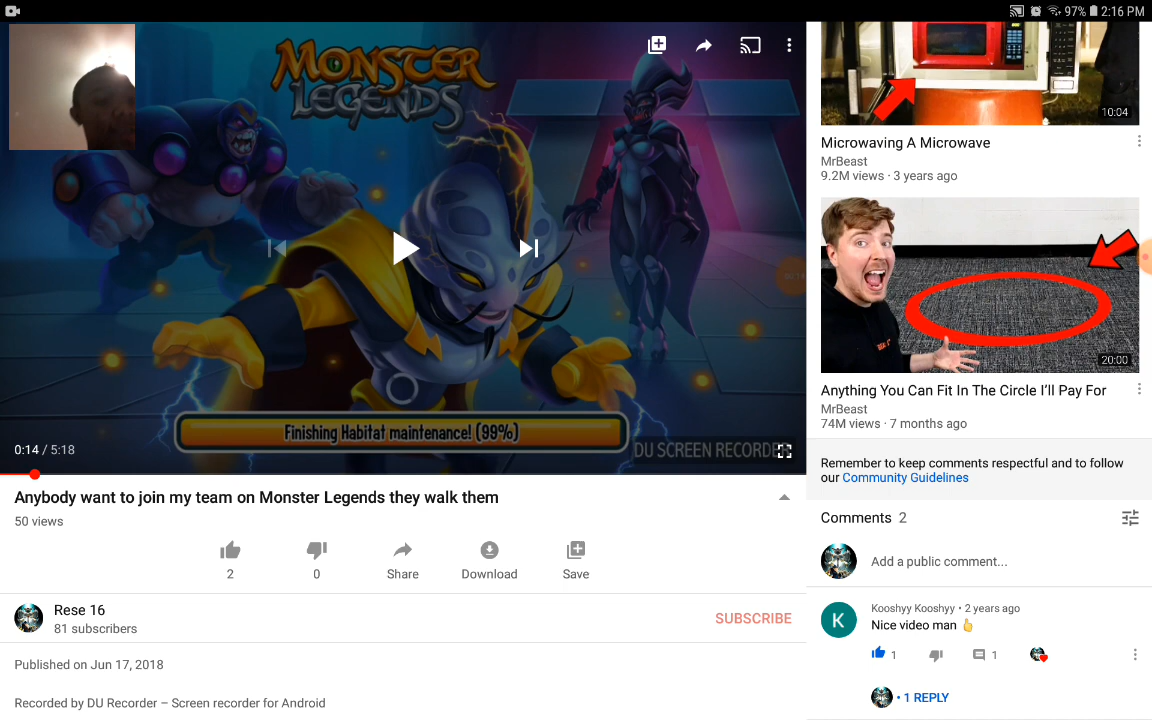 97% 2:16 PM
MONSTER
LEGENDS
Finishing Habitat maintenance! (99%)
DU SCREEN RECORDER
0:14 / 5:18
Anybody want to join my team on Monster Legends they walk them
50 views
2
0
Share
Download
Save
Rese 16
81 subscribers
SUBSCRIBE
Published on Jun 17, 2018
Recorded by DU Recorder – Screen recorder for Android
10:04
Microwaving A Microwave
MrBeast
9.2M views · 3 years ago
20:00
Anything You Can Fit In The Circle I'll Pay For
MrBeast
74M views · 7 months ago
Remember to keep comments respectful and to follow
our Community Guidelines
Comments 2
Add a public comment...
K
Kooshyy Kooshyy • 2 years ago
Nice video man 👆
1
1
• 1 REPLY